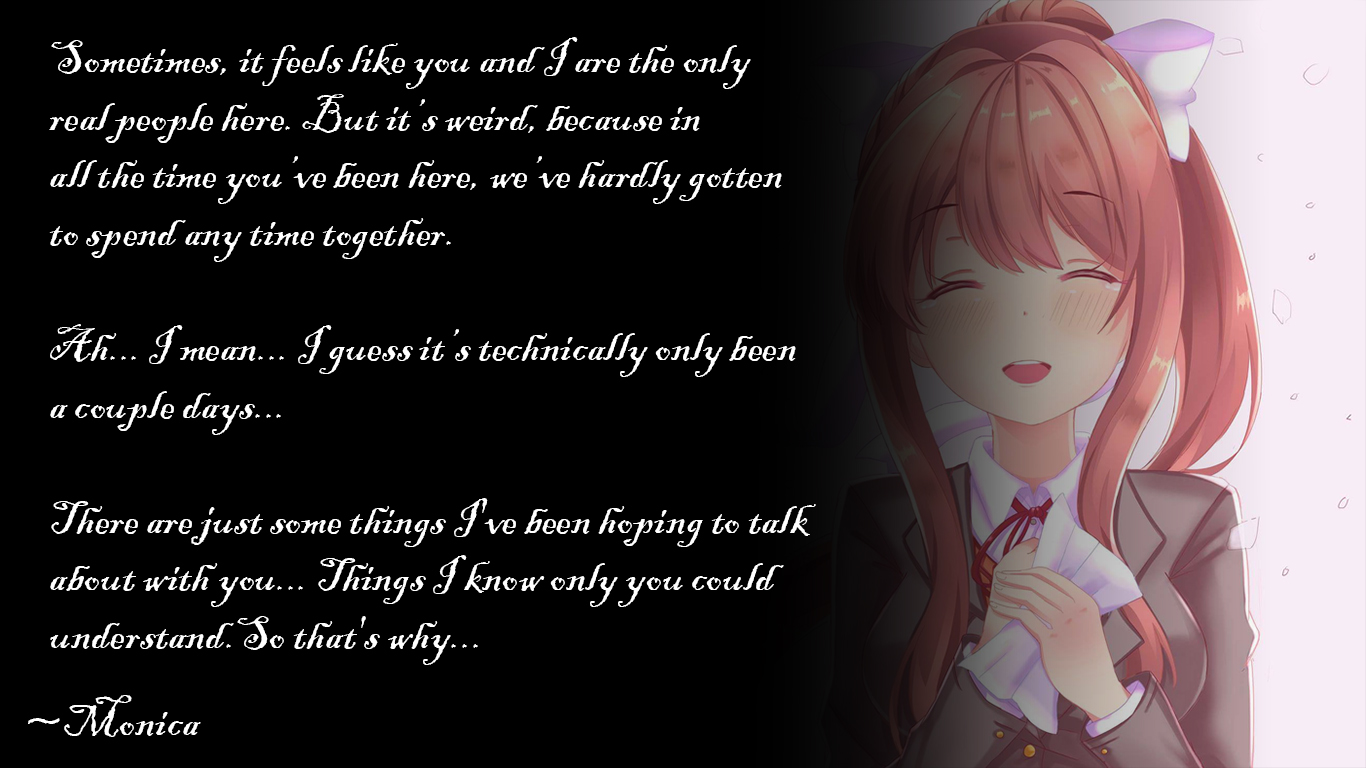 Sometimes, it feels like you and I are the only
real people here. But it's weird, because in
all the time you've been here, we've hardly gotten
to spend any time together.
Ah... I mean... I guess it's technically only been
a couple days...
There are just some things I've been hoping to talk
about with you... Things I know only you could
understand. So that's why...
~Monica